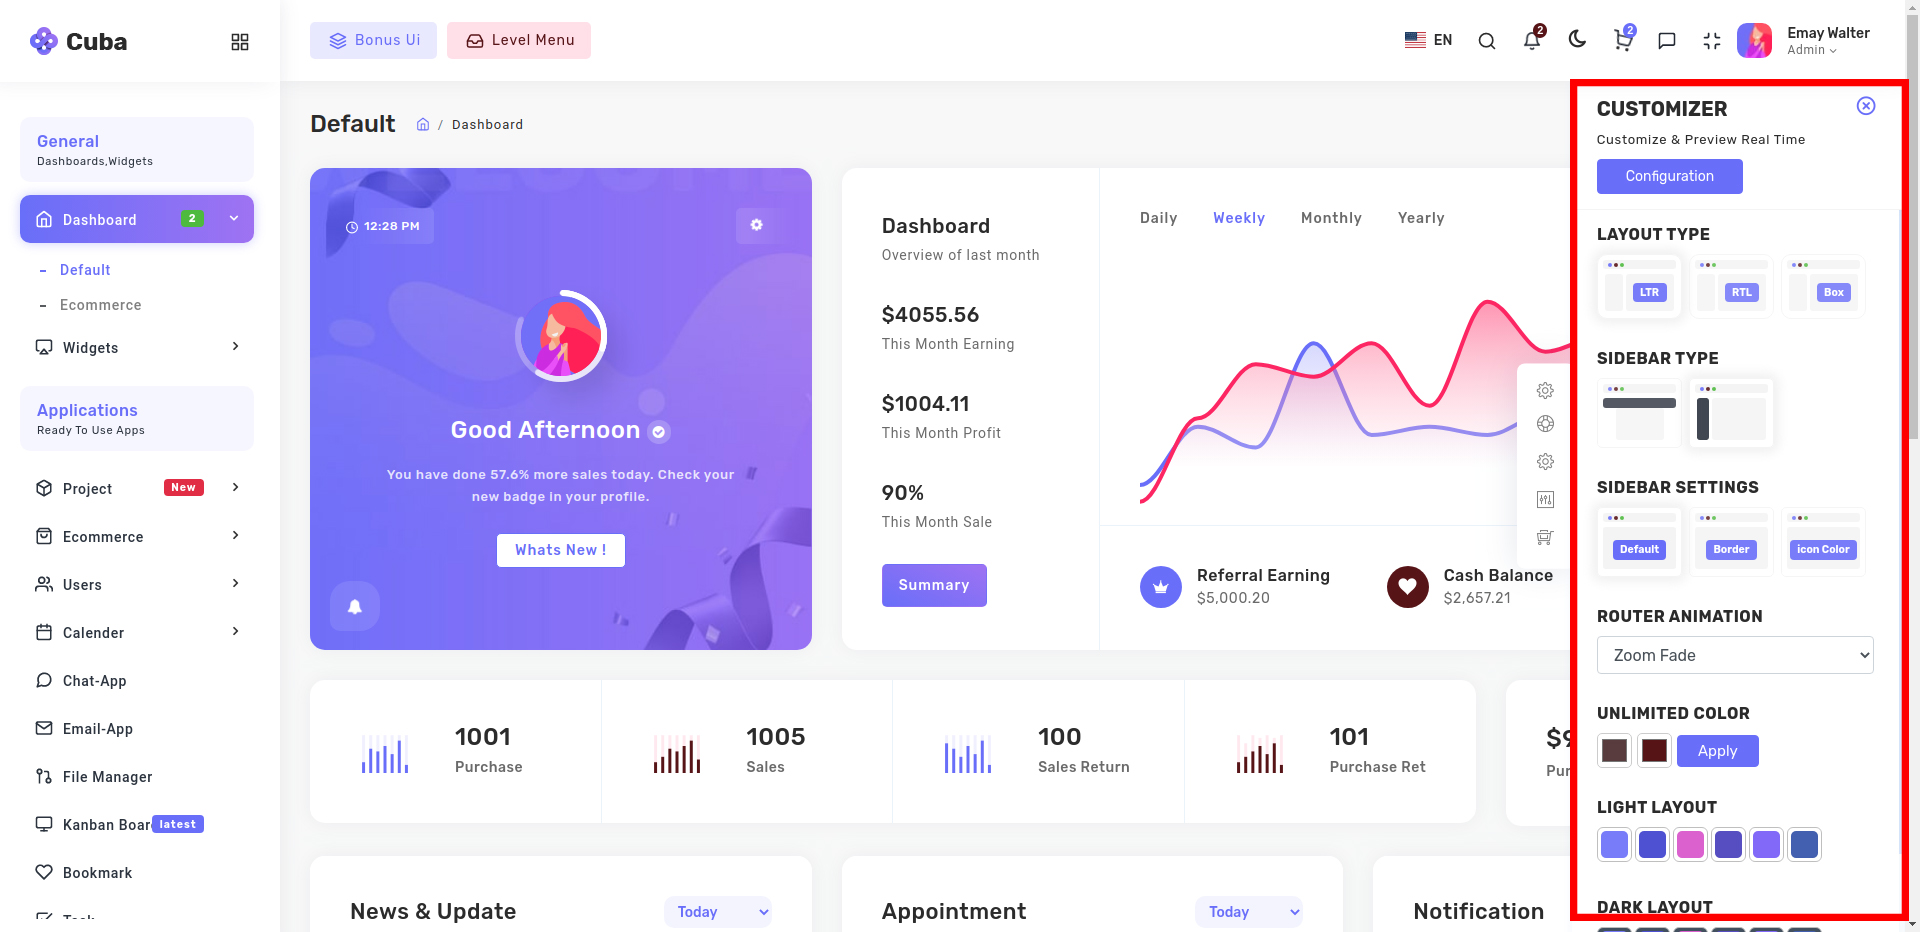 Cuba
Bonus Ui
Level Menu
EN
2
2
Emay Walter
Admin
General
Dashboards,Widgets
Dashboard
2
Default
Ecommerce
Widgets
Applications
Ready To Use Apps
Project
New
Ecommerce
Users
Calender
Chat-App
Email-App
File Manager
Kanban Boar
latest
Bookmark
Default
/ Dashboard
12:28 PM
Good Afternoon
You have done 57.6% more sales today. Check your
new badge in your profile.
Whats New !
Dashboard
Overview of last month
$4055.56
This Month Earning
$1004.11
This Month Profit
90%
This Month Sale
Summary
Daily
Weekly
Monthly
Yearly
Referral Earning
$5,000.20
Cash Balance
$2,657.21
1001
Purchase
1005
Sales
100
Sales Return
101
Purchase Ret
News & Update
Today
Appointment
Today
Notification
CUSTOMIZER
Customize & Preview Real Time
Configuration
LAYOUT TYPE
LTR
RTL
Box
SIDEBAR TYPE
SIDEBAR SETTINGS
Default
Border
icon Color
ROUTER ANIMATION
Zoom Fade
UNLIMITED COLOR
Apply
LIGHT LAYOUT
DARK LAYOUT